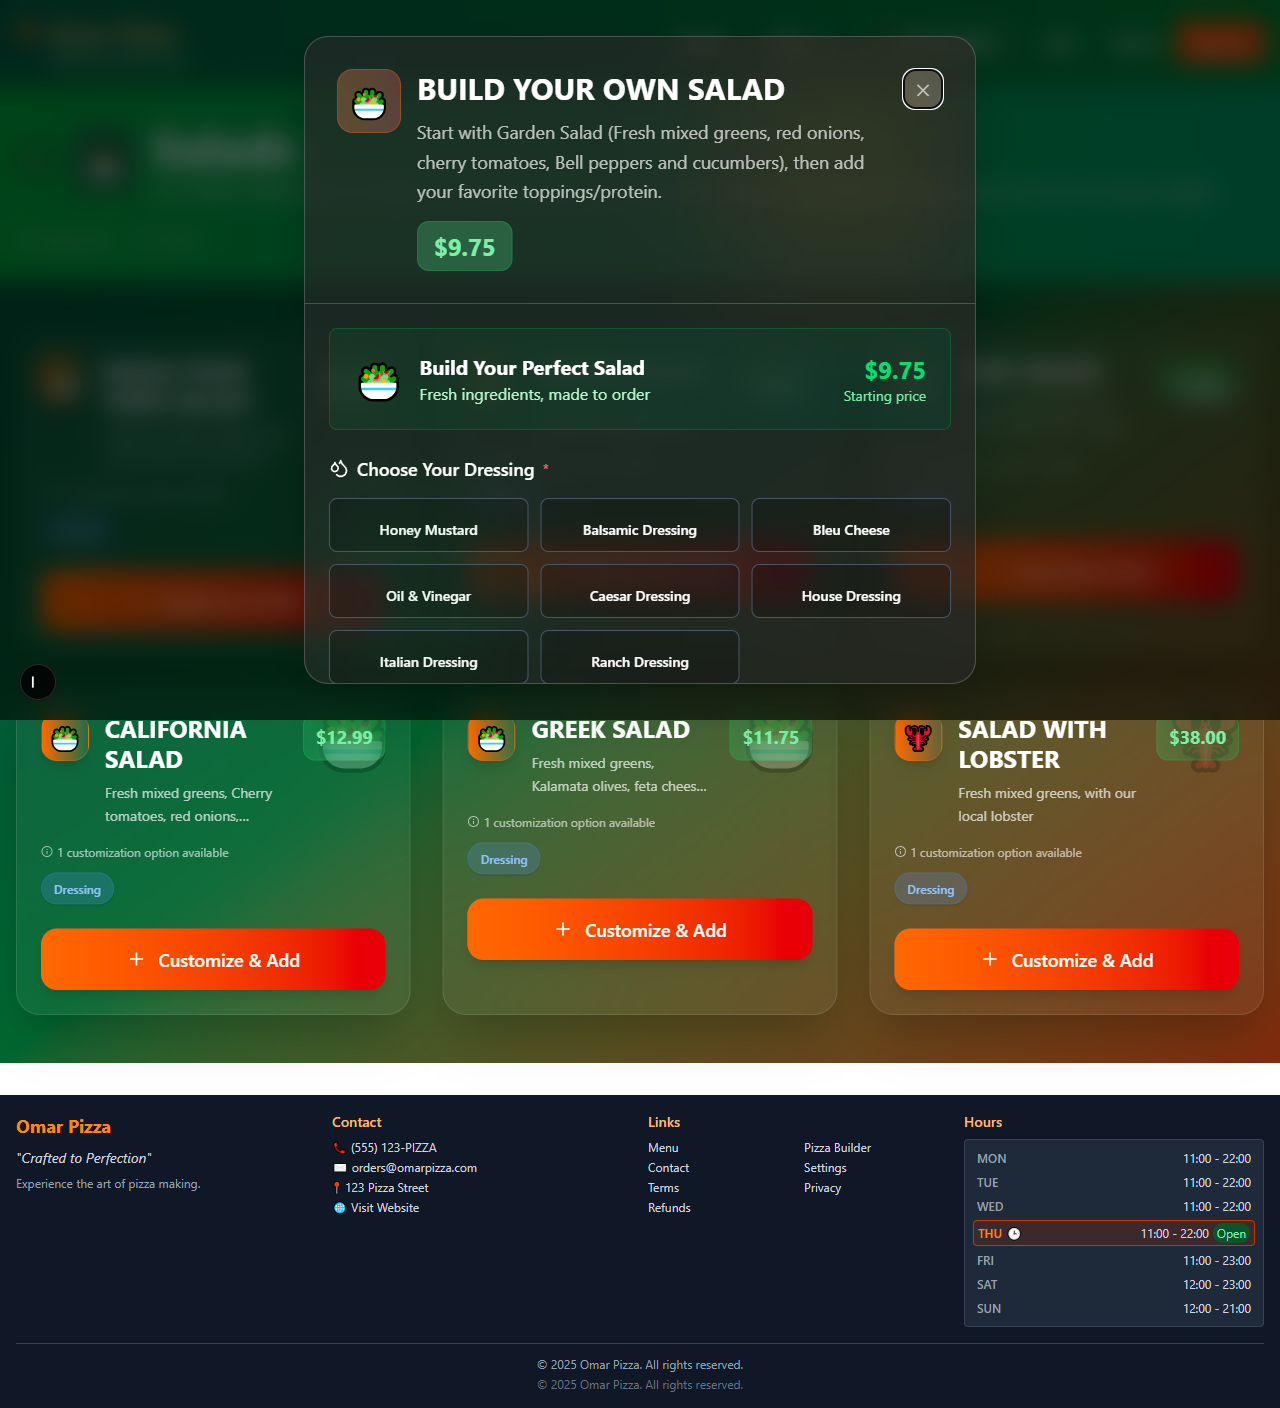 BUILD YOUR OWN SALAD
Start with Garden Salad (Fresh mixed greens, red onions,
cherry tomatoes, Bell peppers and cucumbers), then add
your favorite toppings/protein.
$9.75
Build Your Perfect Salad
Fresh ingredients, made to order
$9.75
Starting price
Choose Your Dressing *
Honey Mustard
Balsamic Dressing
Bleu Cheese
Oil & Vinegar
Caesar Dressing
House Dressing
Italian Dressing
Ranch Dressing
CALIFORNIA
SALAD
$12.99
Fresh mixed greens, Cherry
tomatoes, red onions,...
1 customization option available
Dressing
+ Customize & Add
GREEK SALAD
$11.75
Fresh mixed greens,
Kalamata olives, feta chees...
1 customization option available
Dressing
+ Customize & Add
SALAD WITH
LOBSTER
$38.00
Fresh mixed greens, with our
local lobster
1 customization option available
Dressing
+ Customize & Add
Omar Pizza
"Crafted to Perfection"
Experience the art of pizza making.
Contact
(555) 123-PIZZA
orders@omarpizza.com
123 Pizza Street
Visit Website
Links
Menu
Contact
Terms
Refunds
Pizza Builder
Settings
Privacy
Hours
MON 11:00 - 22:00
TUE 11:00 - 22:00
WED 11:00 - 22:00
THU 11:00 - 22:00 Open
FRI 11:00 - 23:00
SAT 12:00 - 23:00
SUN 12:00 - 21:00
© 2025 Omar Pizza. All rights reserved.
© 2025 Omar Pizza. All rights reserved.